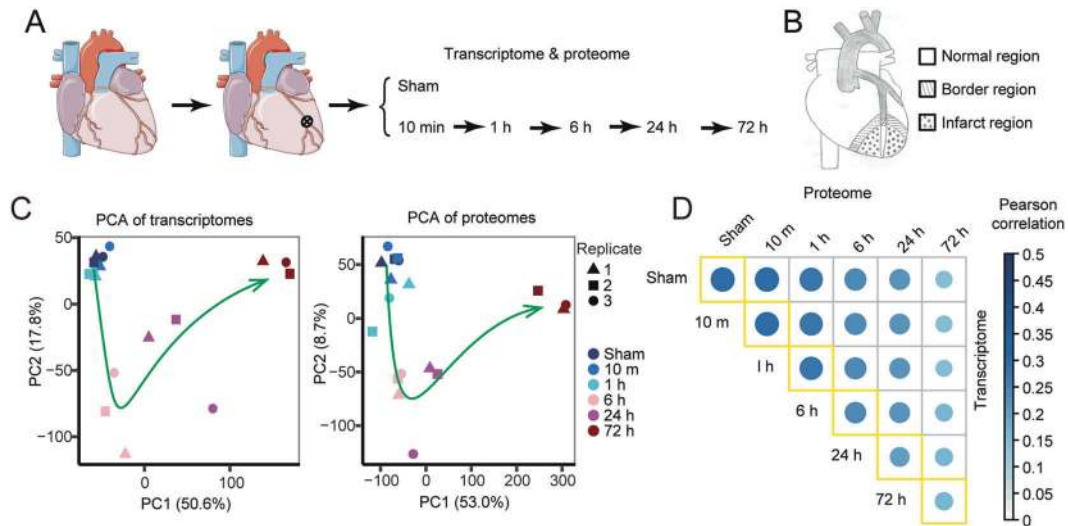 A
Transcriptome & proteome
Sham
10 min
1 h
6 h
24 h
72 h
B
Normal region
Border region
Infarct region
C
PCA of transcriptomes
PC2 (17.8%)
50
0
−50
−100
0
100
PC1 (50.6%)
PCA of proteomes
PC2 (8.7%)
50
0
−50
−100
−100
0
100
200
300
PC1 (53.0%)
Replicate
1
2
3
Sham
10 m
1 h
6 h
24 h
72 h
D
Proteome
Sham
10 m
1 h
6 h
24 h
72 h
Sham
10 m
l h
6 h
24 h
72 h
Transcriptome
Pearson
correlation
0.5
0.45
0.4
0.35
0.3
0.25
0.2
0.15
0.1
0.05
0